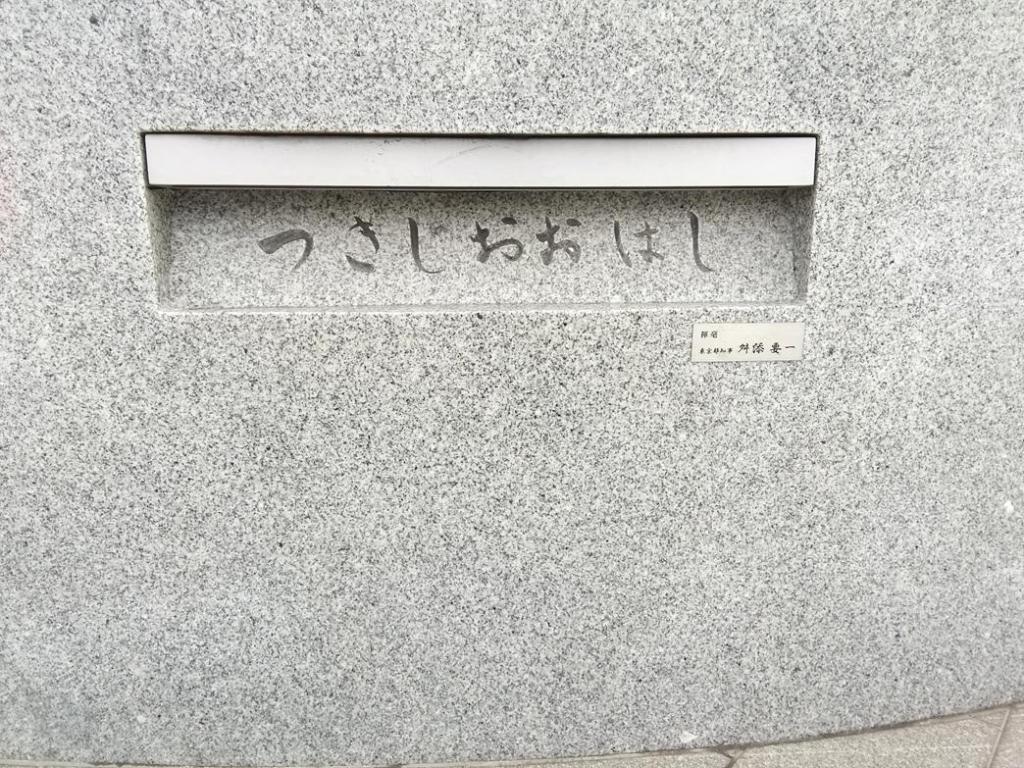 つきじおおはし
揮毫
東京都知事 舛添 要一